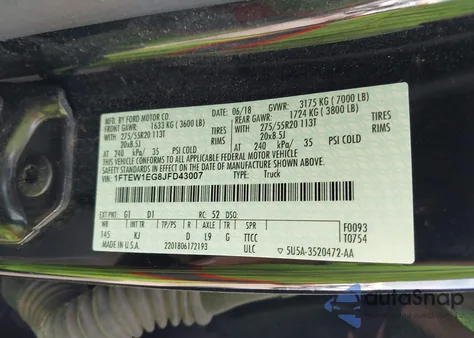 MFD. BY FORD MOTOR CO. DATE: 06/18 GVWR: 3175 KG (7000 LB)
FRONT GAWR: 1633 KG (3600 LB) REAR GAWR: 1724 KG (3800 LB)
275/55R20 113T TIRES 275/55R20 113T TIRES
20x8.5J RIMS 20x8.5J RIMS
AT 240 kPa/ 35 PSI COLD AT 240 kPa/ 35 PSI COLD
THIS VEHICLE CONFORMS TO ALL APPLICABLE FEDERAL MOTOR VEHICLE
SAFETY STANDARDS IN EFFECT ON THE DATE OF MANUFACTURE SHOWN ABOVE.
VIN: 1FTEW1EG8JFD43007 TYPE: Truck
EXT PNT: G1 D1 RC: 52 DSO: F0093
WB INT TR TP/PS R AXLE TR SPR T0754
145 KJ D L9 G TTCC
MADE IN U.S.A. 2201806172193 ULC ▽ 5U5A-3520472-AA
autoSnap